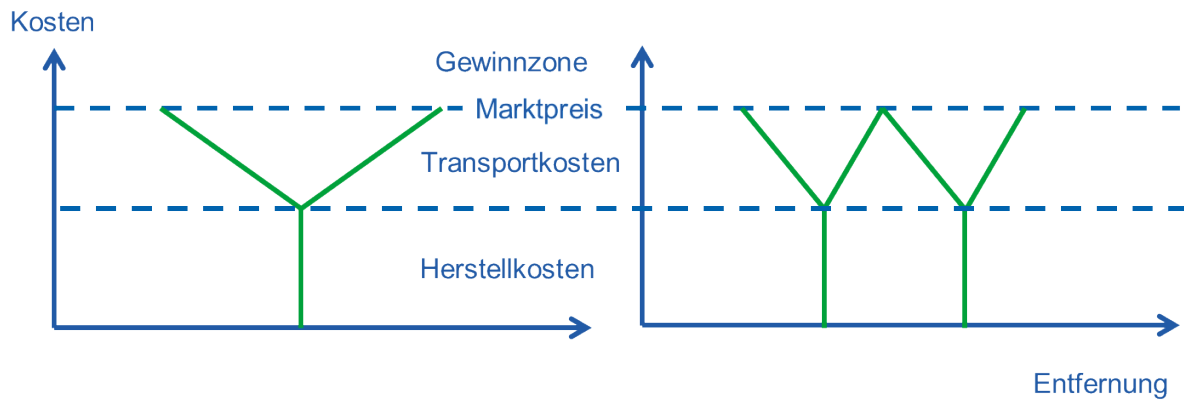 Kosten
Gewinnzone
Marktpreis
Transportkosten
Herstellkosten
Entfernung